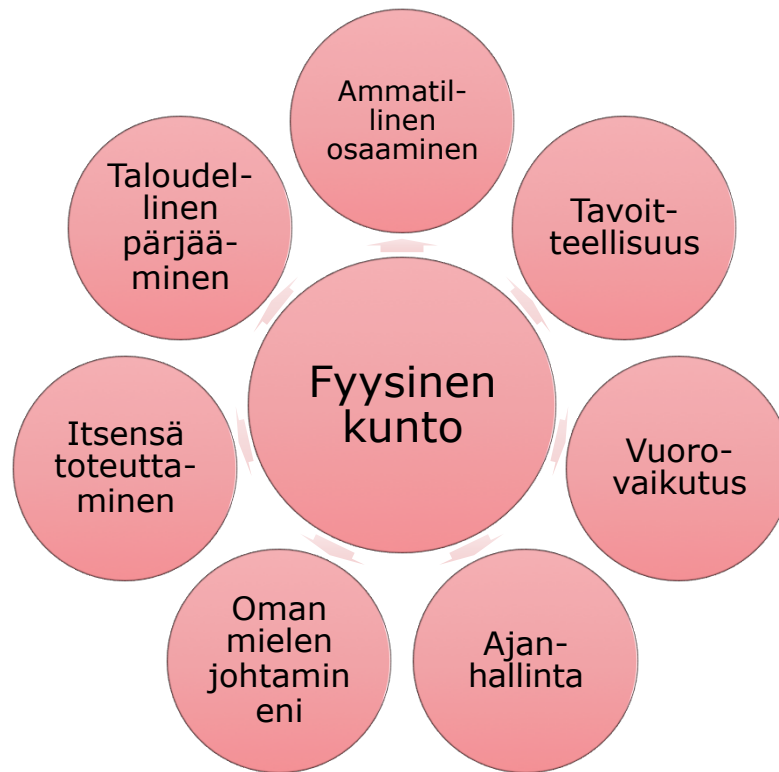 Ammatil-
linen
osaaminen
Tavoit-
teellisuus
Vuoro-
vaikutus
Ajan-
hallinta
Oman
mielen
johtamin
eni
Itsensä
toteutta-
minen
Taloudel-
linen
pärjää-
minen
Fyysinen
kunto